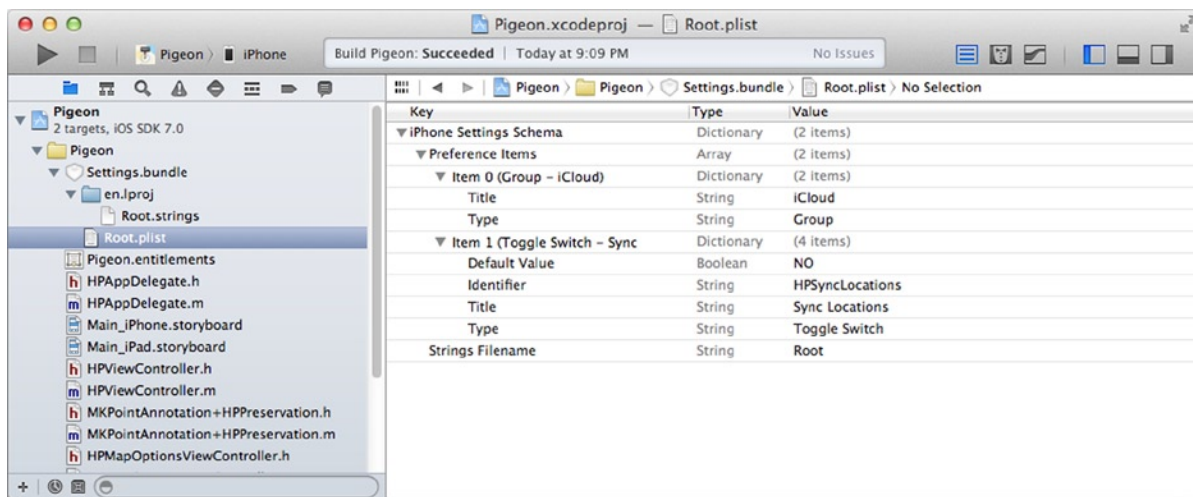 Pigeon.xcodeproj — Root.plist
Pigeon iPhone
Build Pigeon: Succeeded | Today at 9:09 PM No Issues
Pigeon Pigeon Settings.bundle Root.plist No Selection
Pigeon
2 targets, iOS SDK 7.0
Pigeon
Settings.bundle
en.lproj
Root.strings
Root.plist
Pigeon.entitlements
h HPAppDelegate.h
m HPAppDelegate.m
Main_iPhone.storyboard
Main_iPad.storyboard
h HPViewController.h
m HPViewController.m
h MKPointAnnotation+HPPreservation.h
m MKPointAnnotation+HPPreservation.m
h HPMapOptionsViewController.h
Key Type Value
iPhone Settings Schema Dictionary (2 items)
Preference Items Array (2 items)
Item 0 (Group – iCloud) Dictionary (2 items)
Title String iCloud
Type String Group
Item 1 (Toggle Switch – Sync Dictionary (4 items)
Default Value Boolean NO
Identifier String HPSyncLocations
Title String Sync Locations
Type String Toggle Switch
Strings Filename String Root